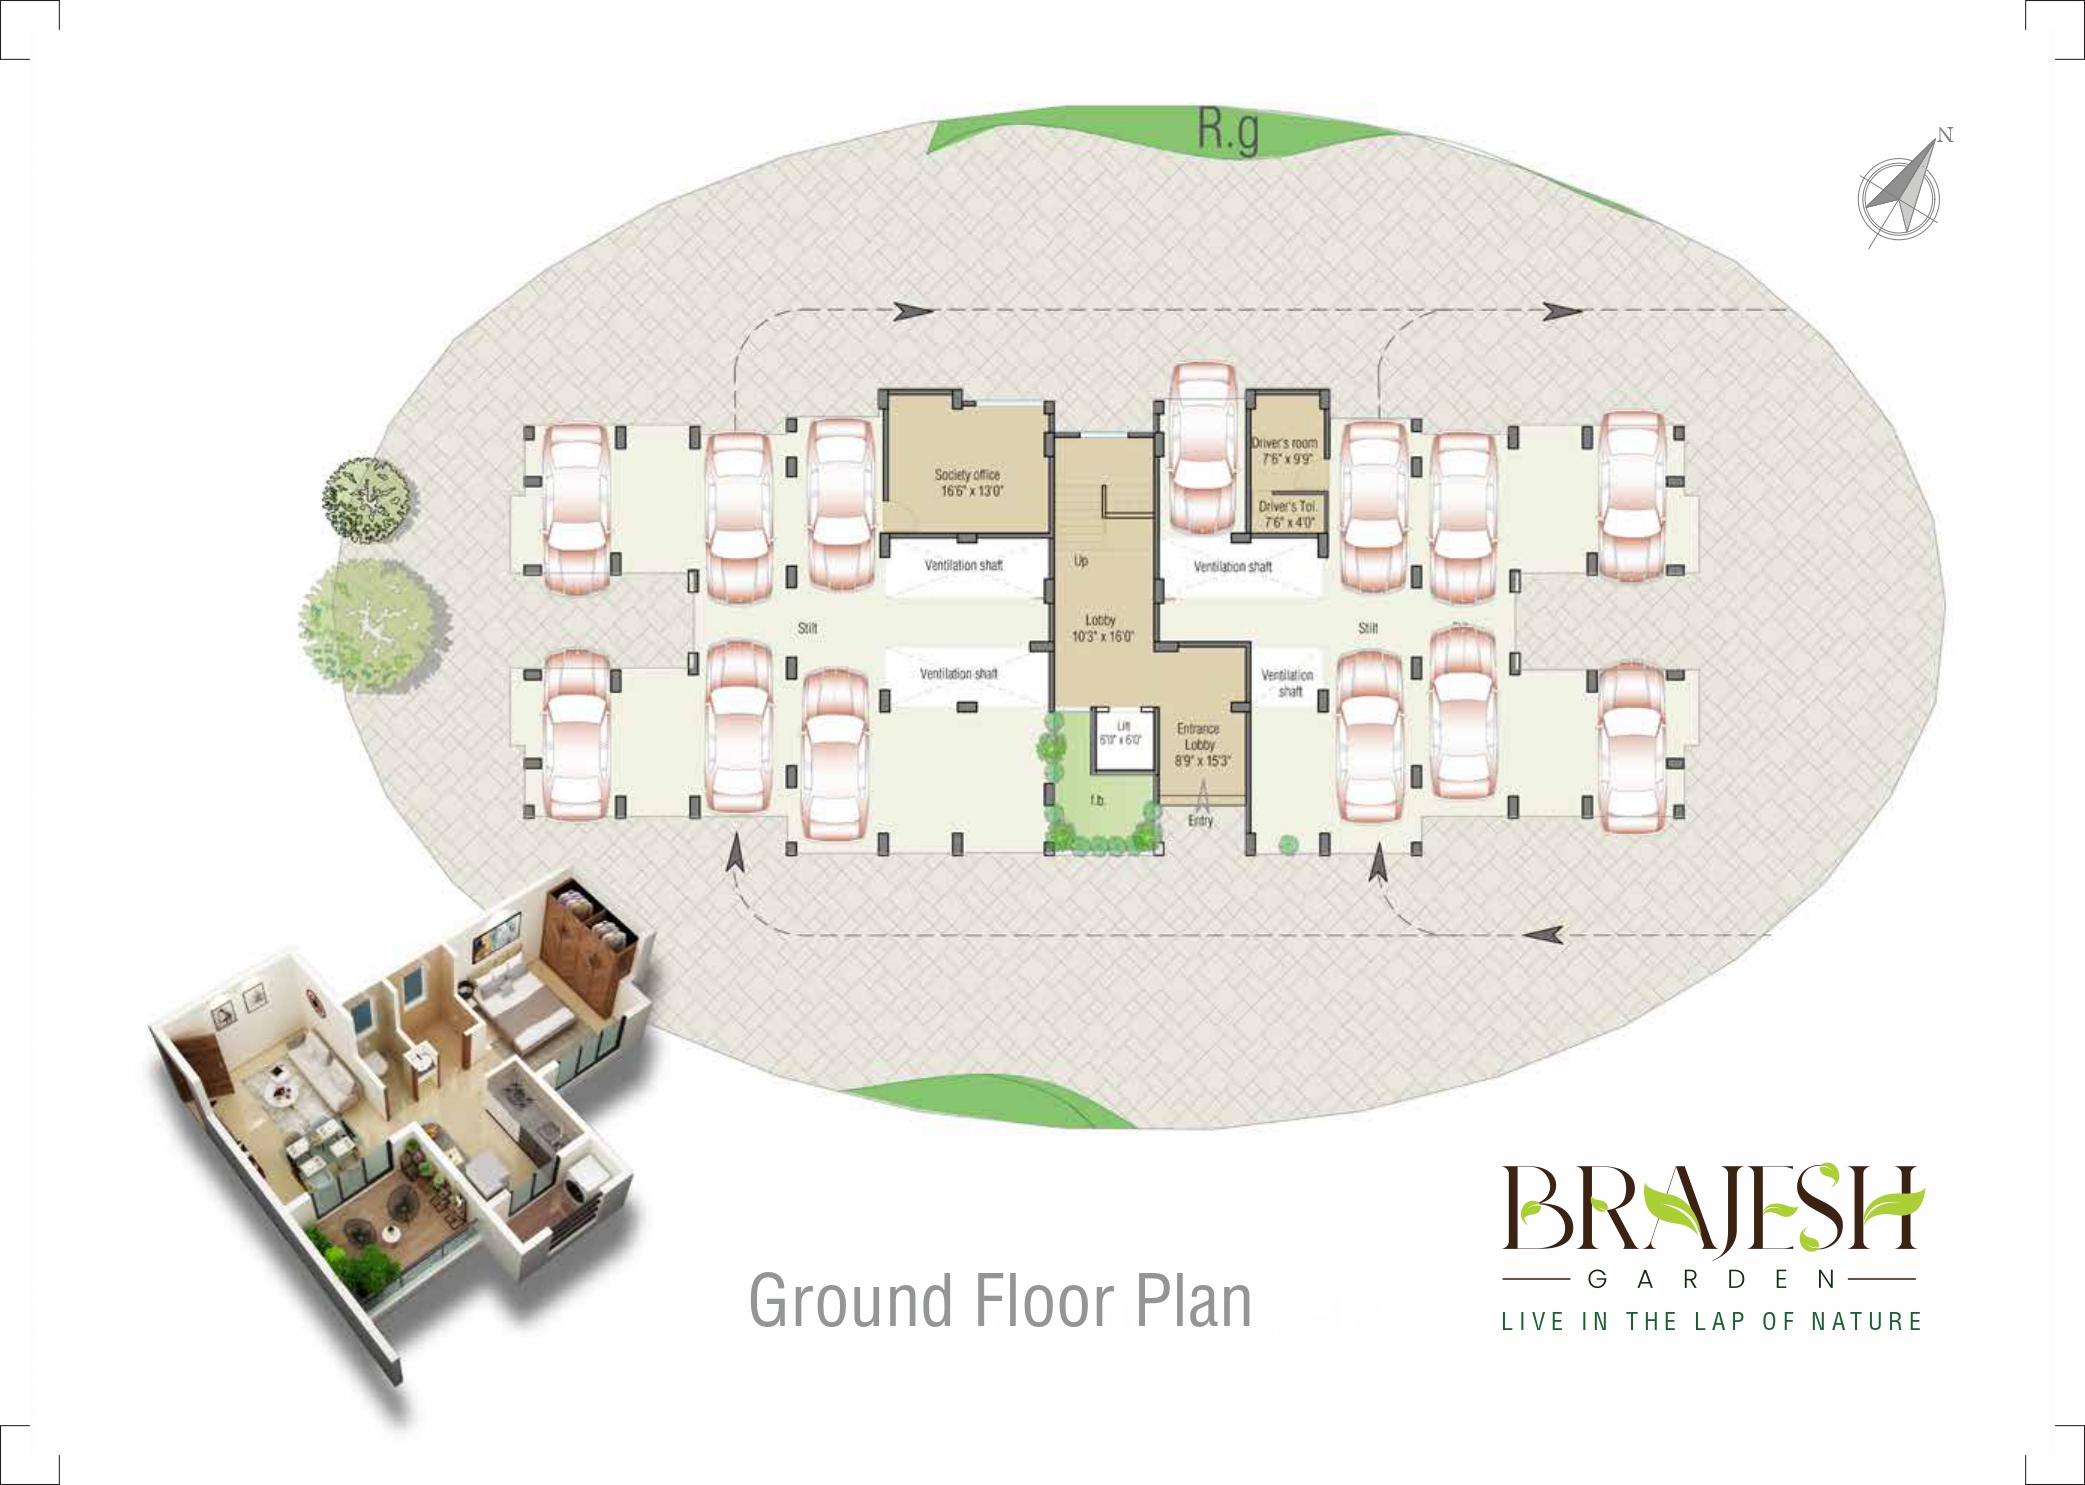 R.g
N
Society office
16'6" x 13'0"
Driver's room
7'6" x 9'9"
Driver's Toi.
7'6" x 4'0"
Ventilation shaft
Up
Ventilation shaft
Stilt
Lobby
10'3" x 16'0"
Stilt
Ventilation shaft
Ventilation
shaft
Lift
6'0" x 6'0"
Entrance
Lobby
8'9" x 15'3"
f.b.
Entry
BRAJESH
GARDEN
LIVE IN THE LAP OF NATURE
Ground Floor Plan